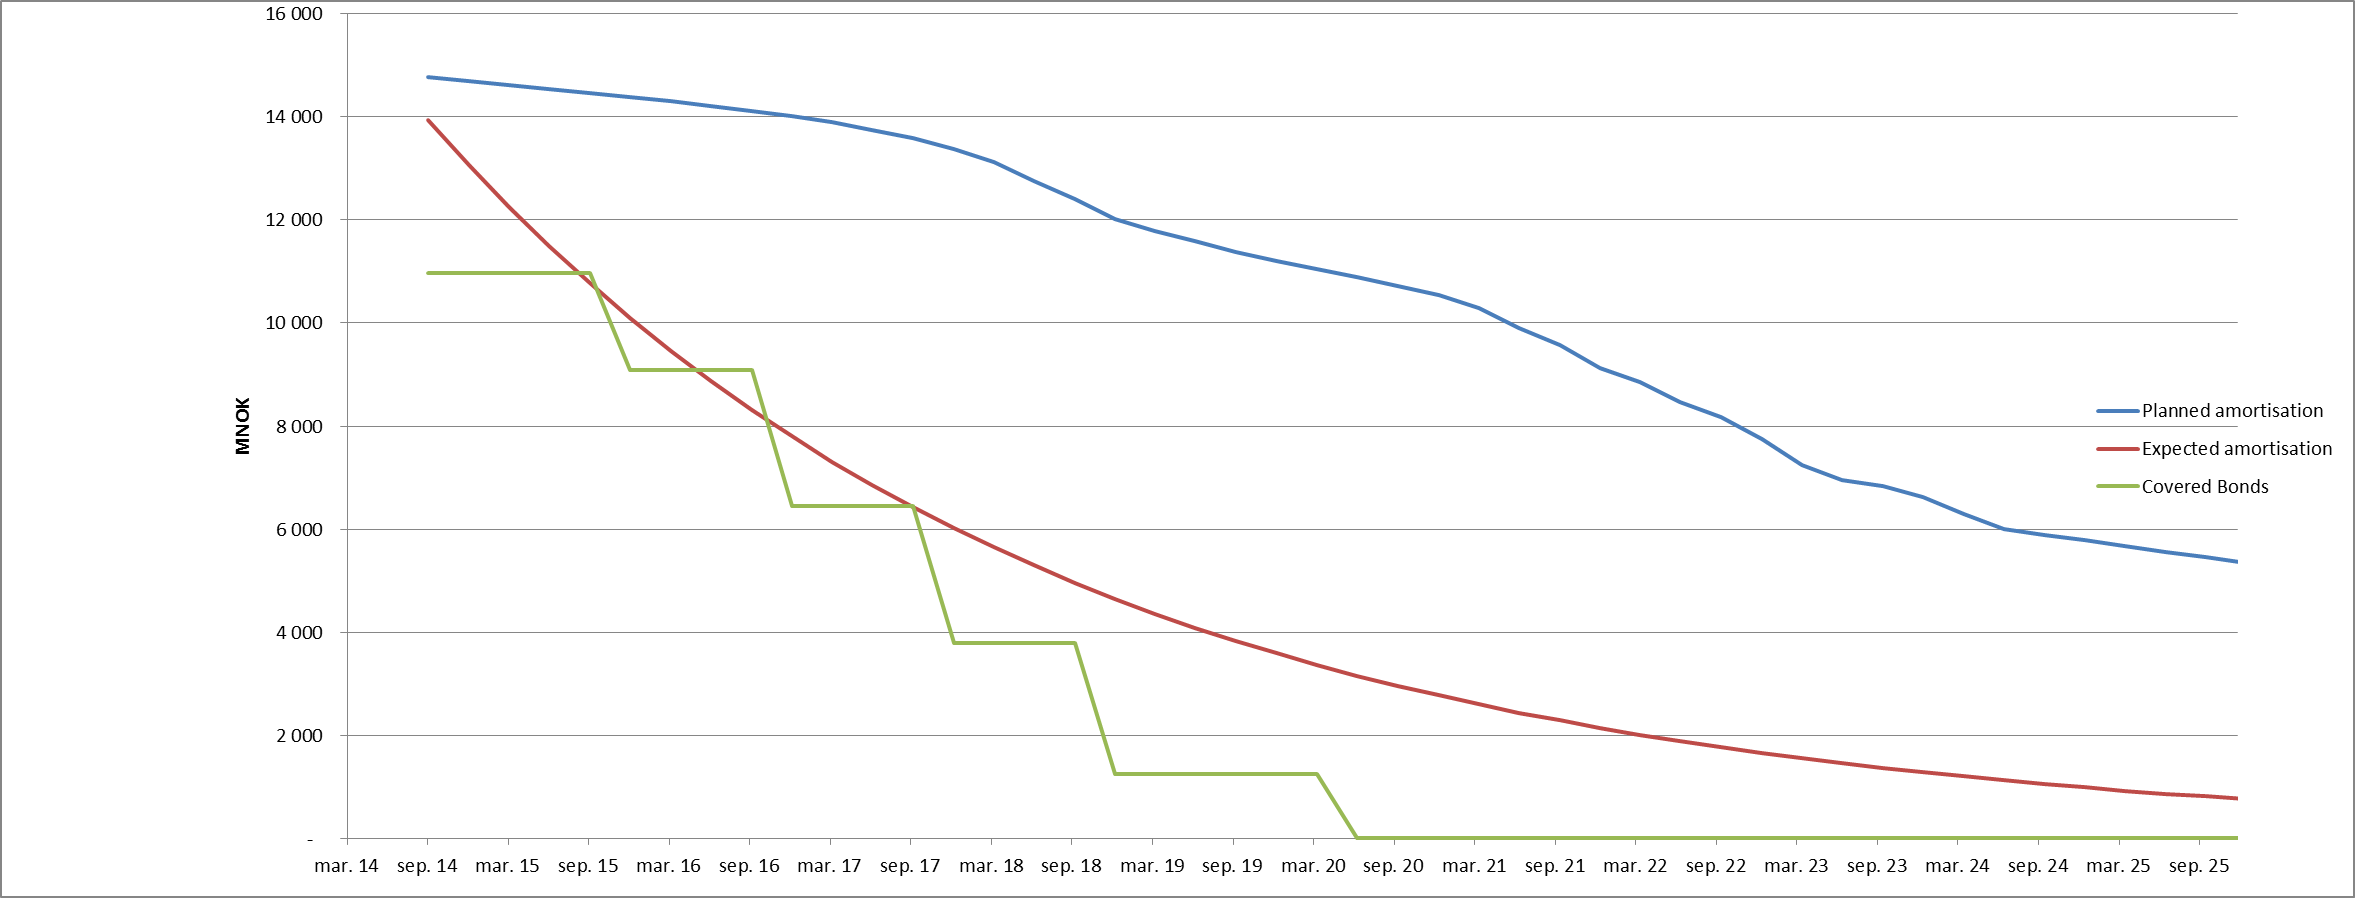 16 000
14 000
12 000
10 000
8 000
6 000
4 000
2 000
-
MNOK
Planned amortisation
Expected amortisation
Covered Bonds
mar. 14 sep. 14 mar. 15 sep. 15 mar. 16 sep. 16 mar. 17 sep. 17 mar. 18 sep. 18 mar. 19 sep. 19 mar. 20 sep. 20 mar. 21 sep. 21 mar. 22 sep. 22 mar. 23 sep. 23 mar. 24 sep. 24 mar. 25 sep. 25